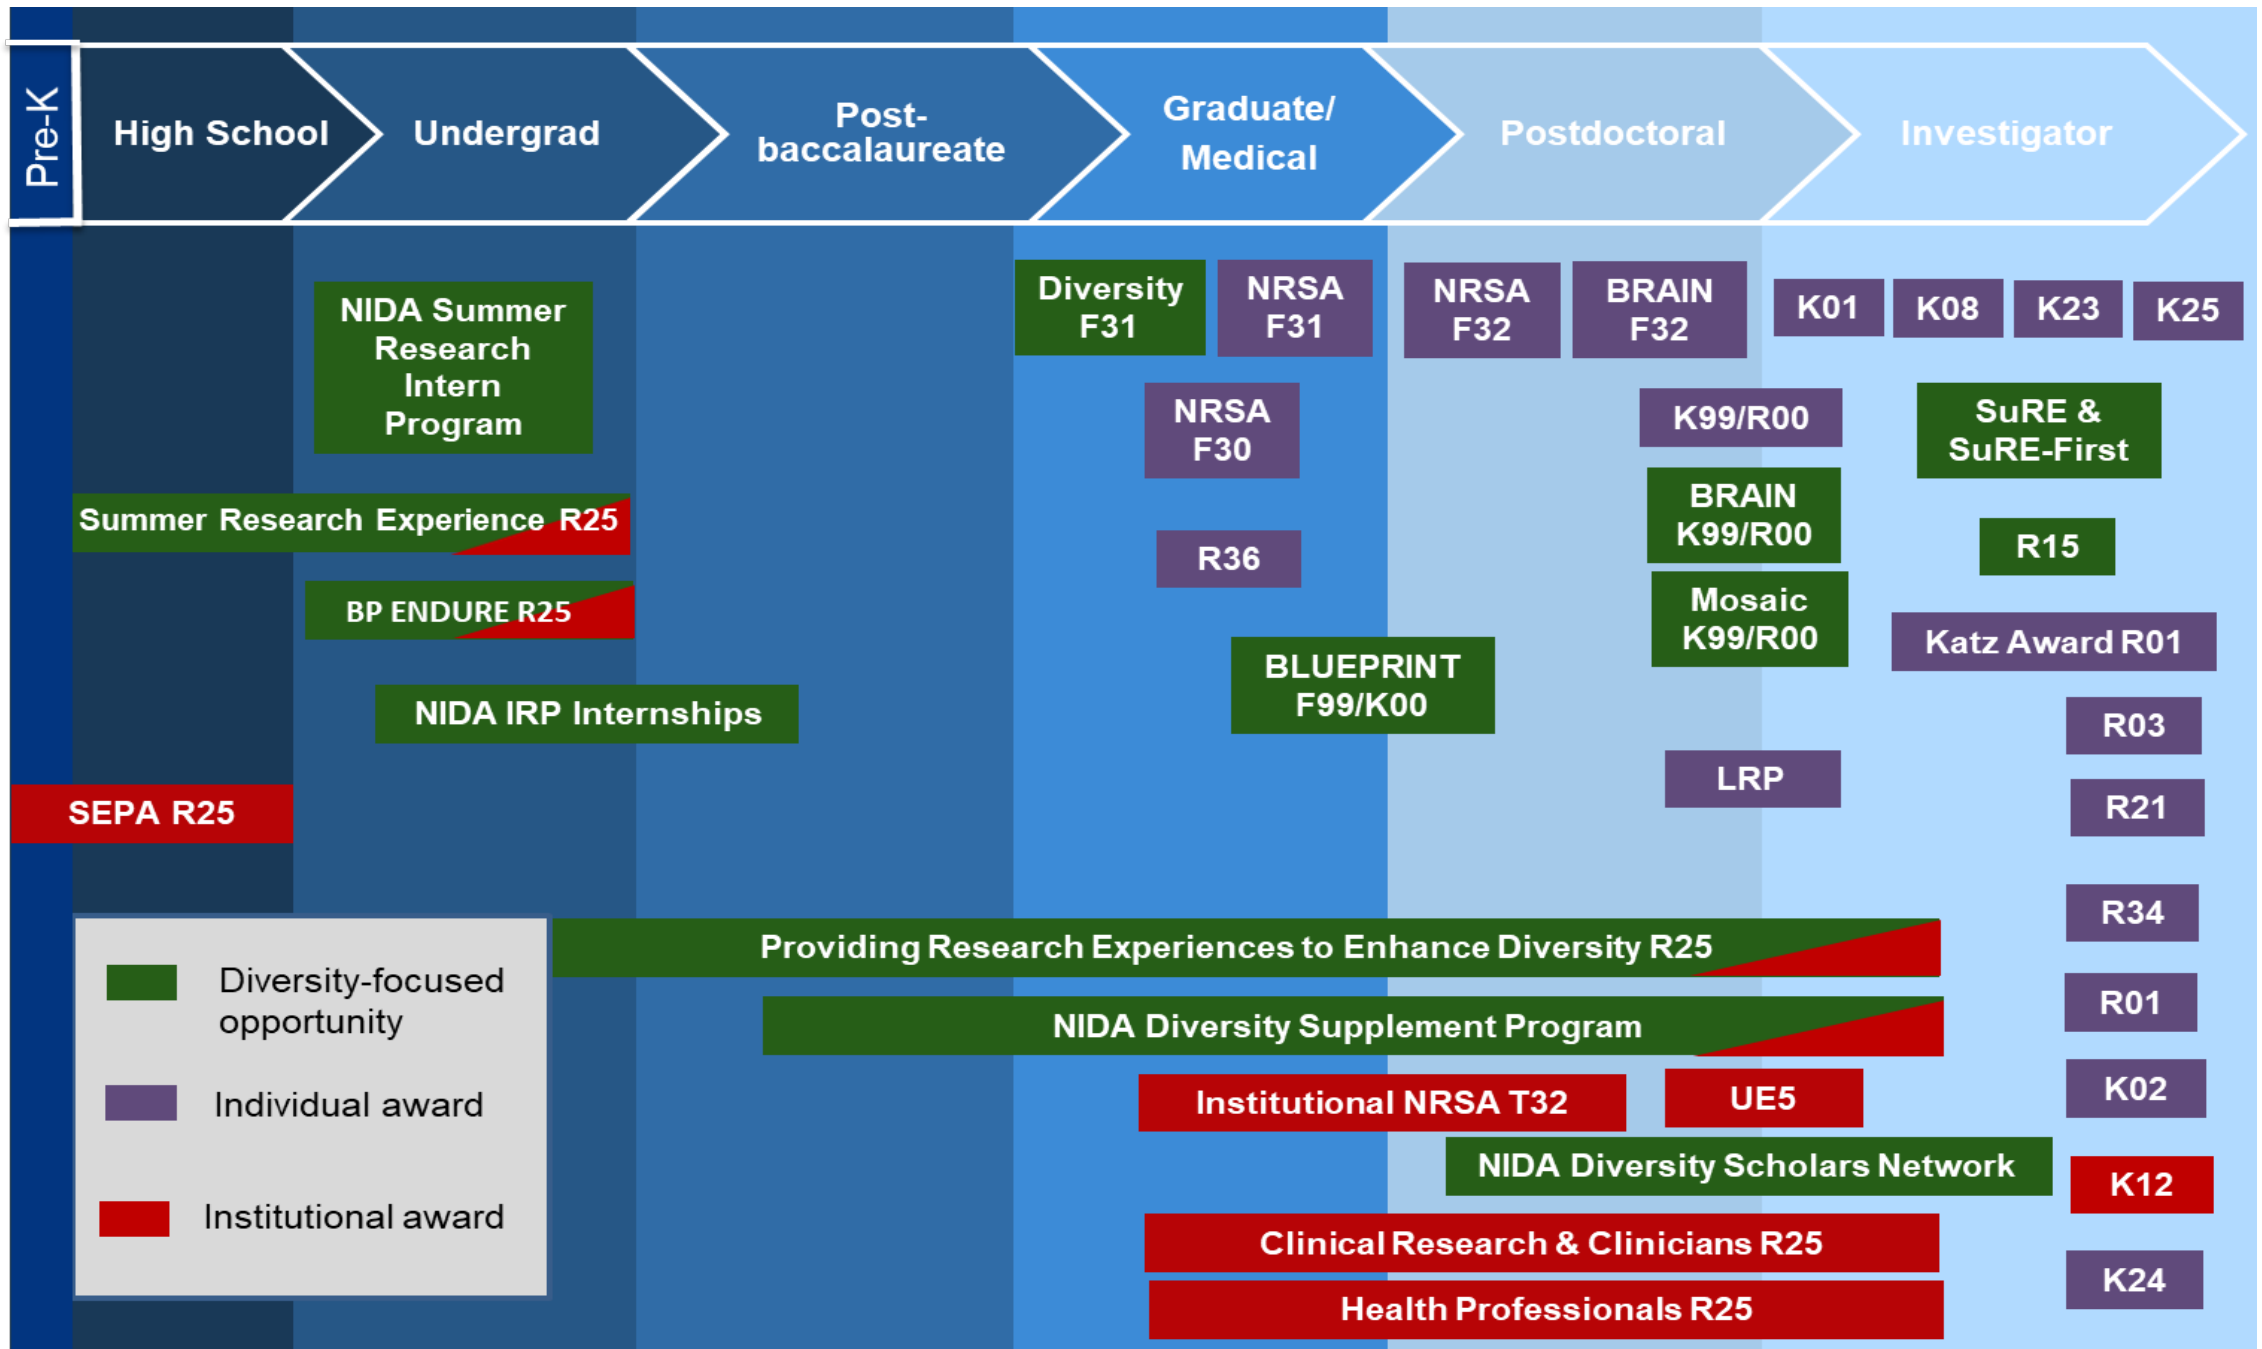 Pre-K
High School
Undergrad
Post-
baccalaureate
Graduate/
Medical
Postdoctoral
Investigator
NIDA Summer
Research
Intern
Program
Diversity
F31
NRSA
F31
NRSA
F32
BRAIN
F32
K01
K08
K23
K25
NRSA
F30
K99/R00
SuRE &
SuRE-First
Summer Research Experience R25
BRAIN
K99/R00
R36
R15
BP ENDURE R25
Mosaic
K99/R00
Katz Award R01
BLUEPRINT
F99/K00
NIDA IRP Internships
R03
LRP
SEPA R25
R21
R34
Providing Research Experiences to Enhance Diversity R25
R01
NIDA Diversity Supplement Program
K02
Institutional NRSA T32
UE5
NIDA Diversity Scholars Network
K12
Clinical Research & Clinicians R25
K24
Health Professionals R25
Diversity-focused
opportunity
Individual award
Institutional award